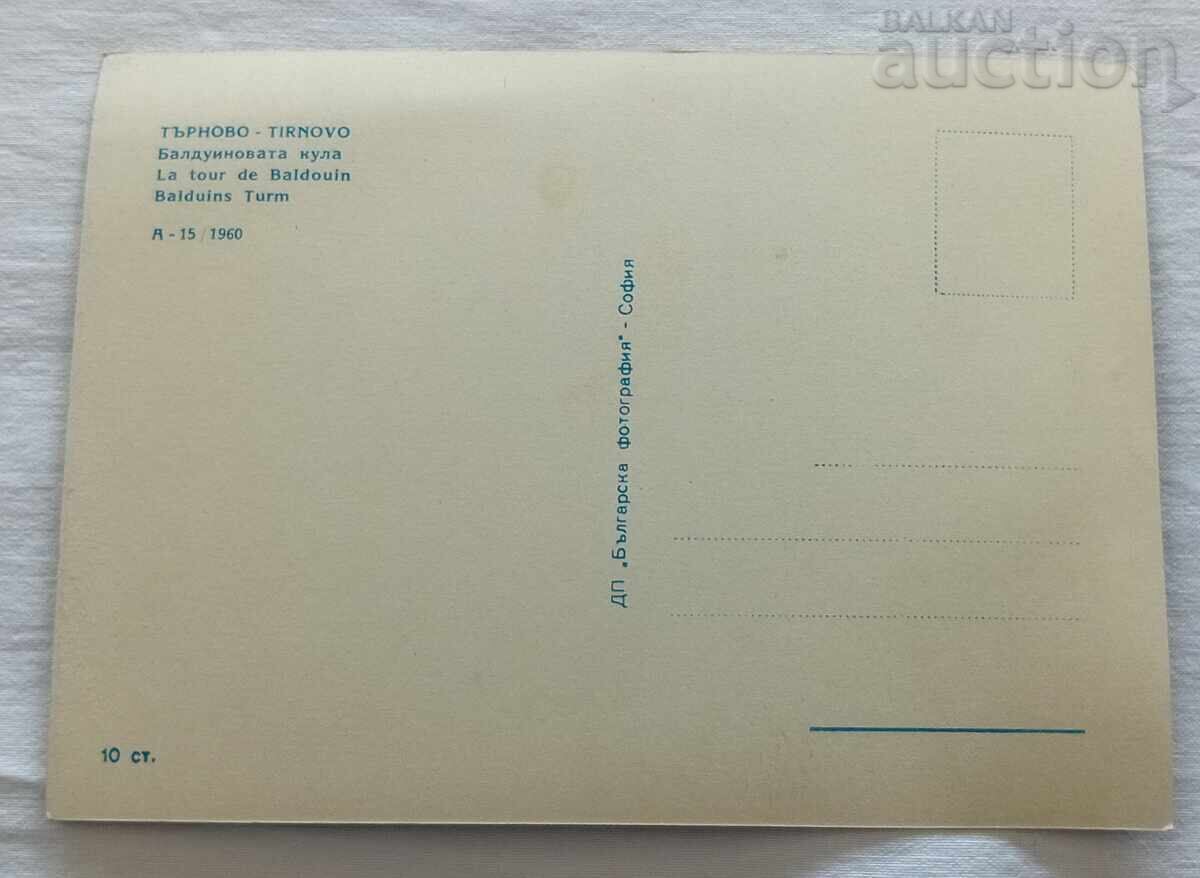 BALKAN
auction
ТЪРНОВО - TIRNOVO
Балдуиновата кула
La tour de Baldouin
Balduins Turm
А - 15 / 1960
ДП „Българска фотография" - София
10 ст.